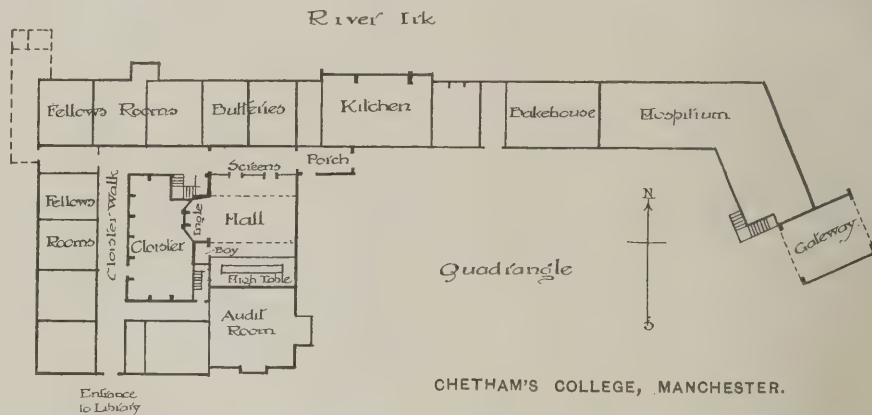 River Irk
Fellows Rooms
Butteries
Kitchen
Bakehouse
Hospitium
Screens
Porch
Fellows
Rooms
Cloister Walk
Cloister
Ingle
Hall
Bay
High Table
Audit
Room
Quadrangle
N
S
Gateway
Entrance
to Library
CHETHAM'S COLLEGE, MANCHESTER.